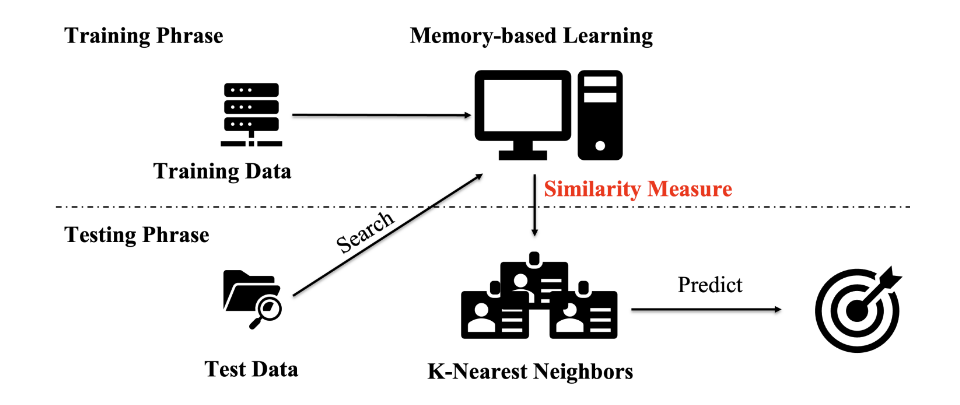 Training Phrase
Memory-based Learning
Training Data
Similarity Measure
Testing Phrase
Search
Predict
Test Data
K-Nearest Neighbors